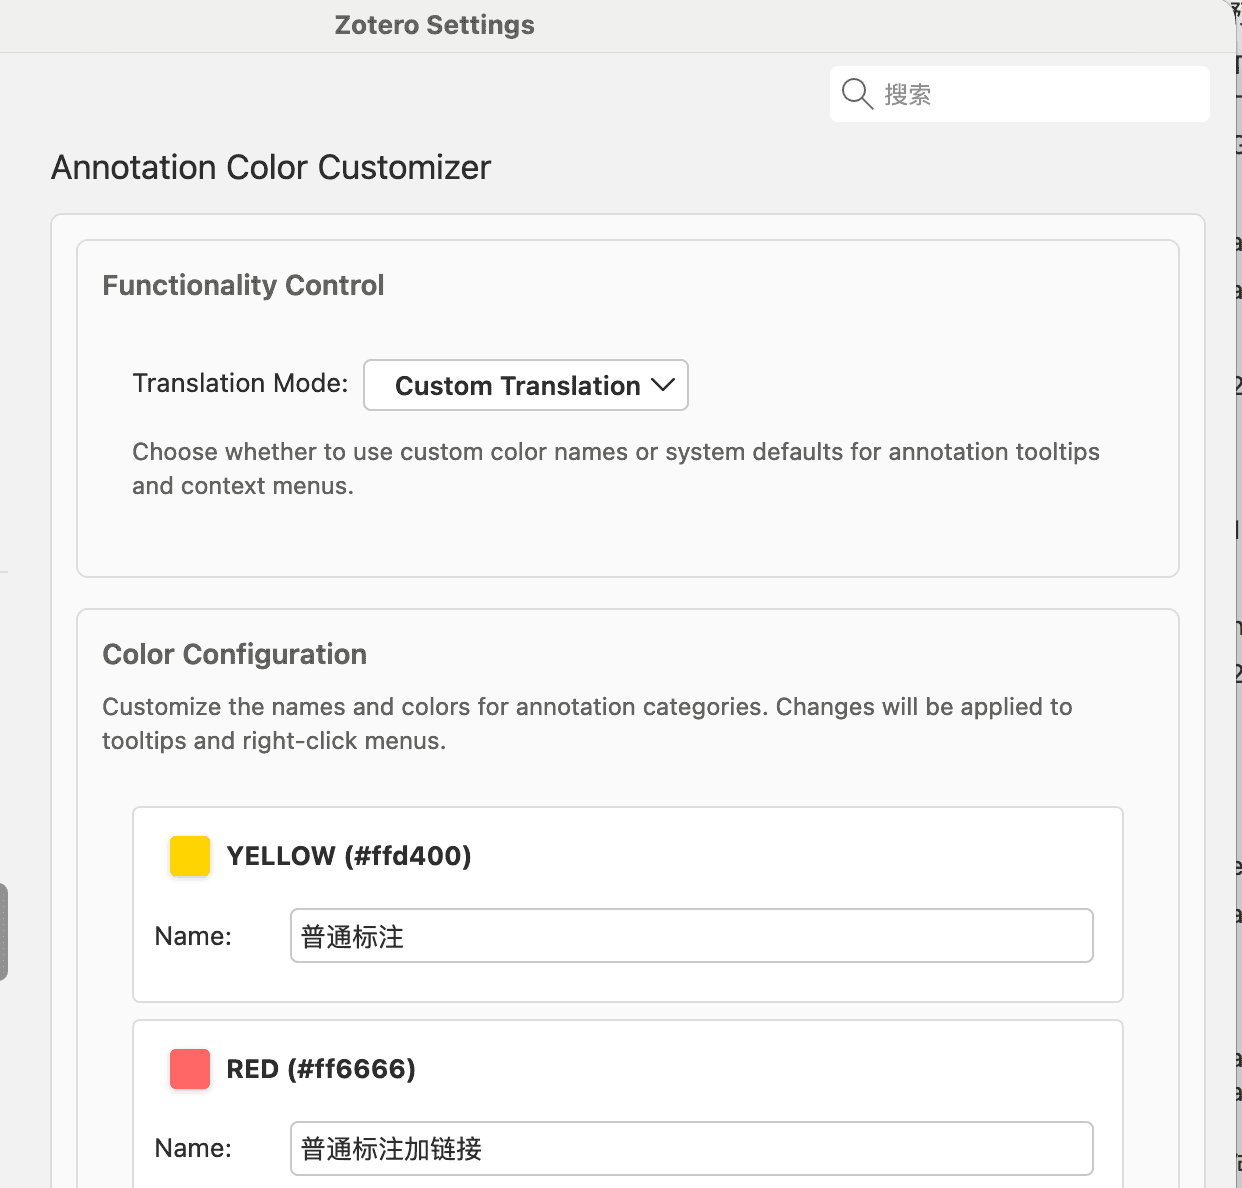 Zotero Settings
搜索
Annotation Color Customizer
Functionality Control
Translation Mode: Custom Translation
Choose whether to use custom color names or system defaults for annotation tooltips
and context menus.
Color Configuration
Customize the names and colors for annotation categories. Changes will be applied to
tooltips and right-click menus.
YELLOW (#ffd400)
Name: 普通标注
RED (#ff6666)
Name: 普通标注加链接